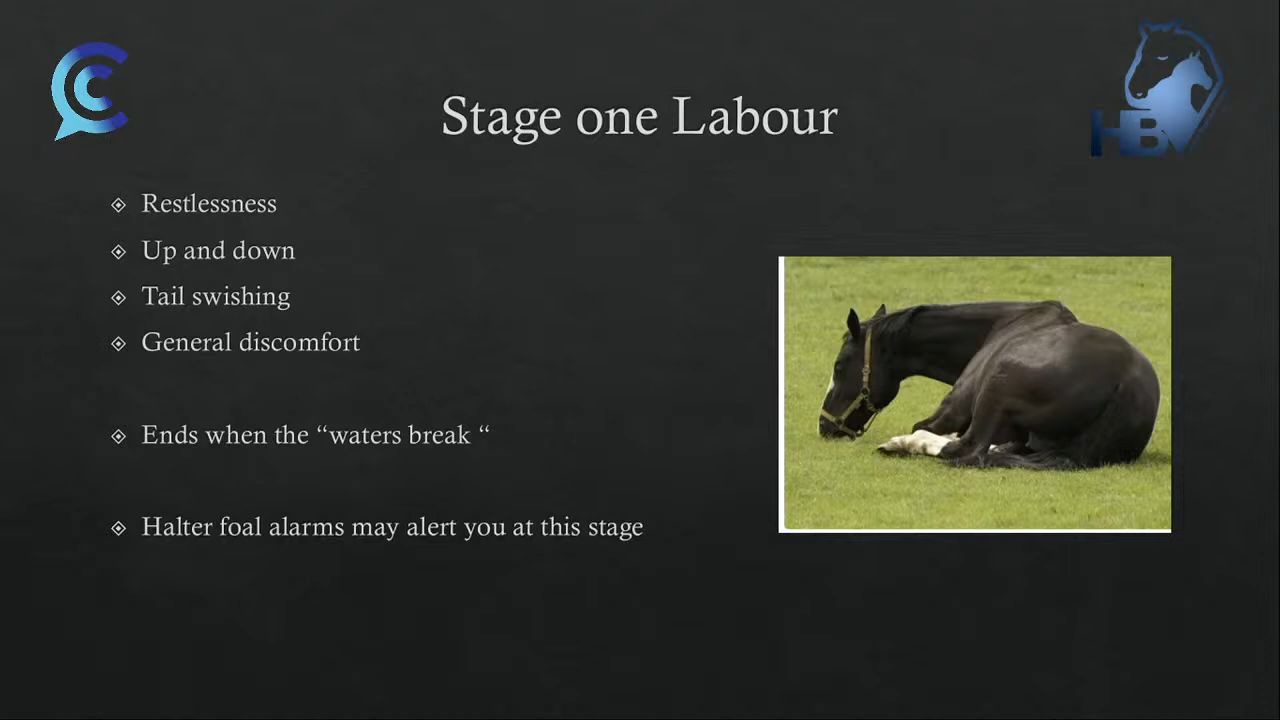 Stage one Labour
HBV
Restlessness
Up and down
Tail swishing
General discomfort
Ends when the “waters break “
Halter foal alarms may alert you at this stage